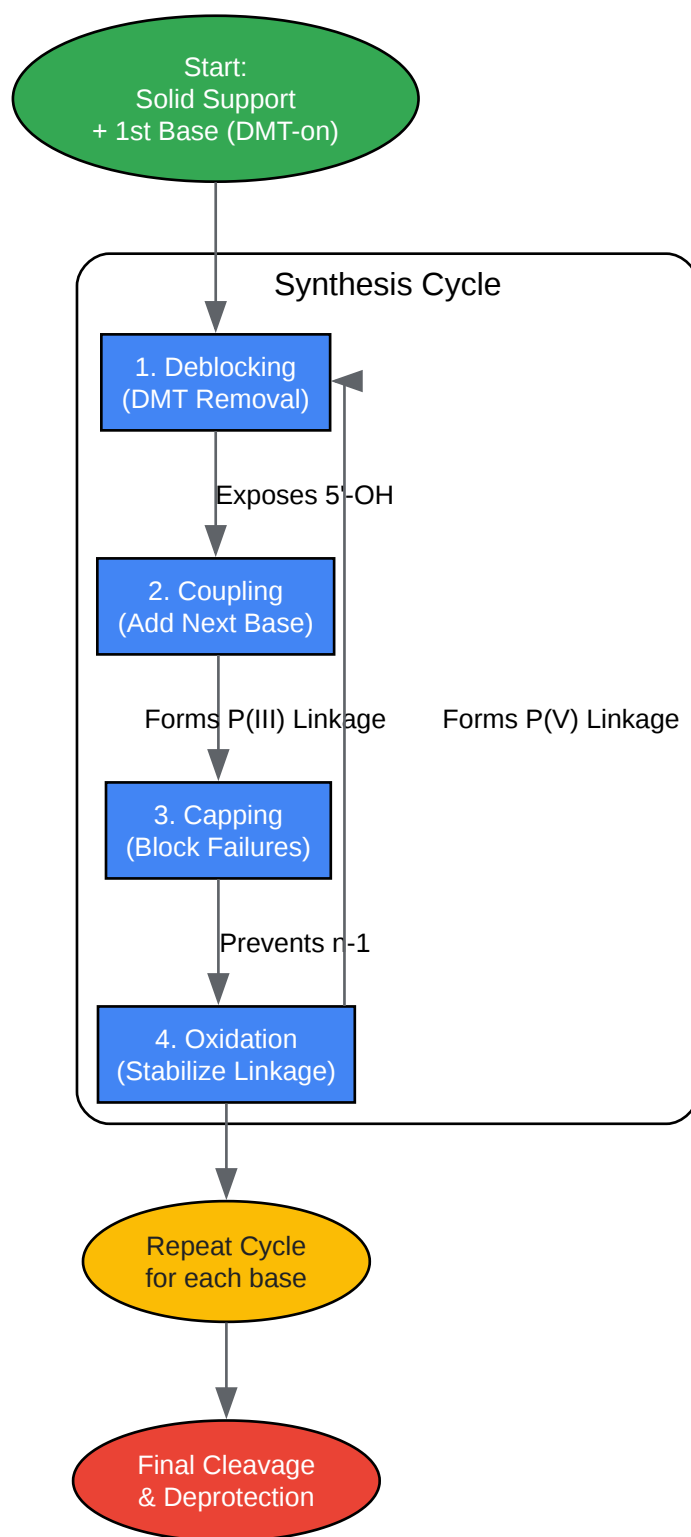 Start:
Solid Support
+ 1st Base (DMT-on)
Synthesis Cycle
1. Deblocking
(DMT Removal)
Exposes 5'-OH
2. Coupling
(Add Next Base)
Forms P(III) Linkage
Forms P(V) Linkage
3. Capping
(Block Failures)
Prevents n-1
4. Oxidation
(Stabilize Linkage)
Repeat Cycle
for each base
Final Cleavage
& Deprotection